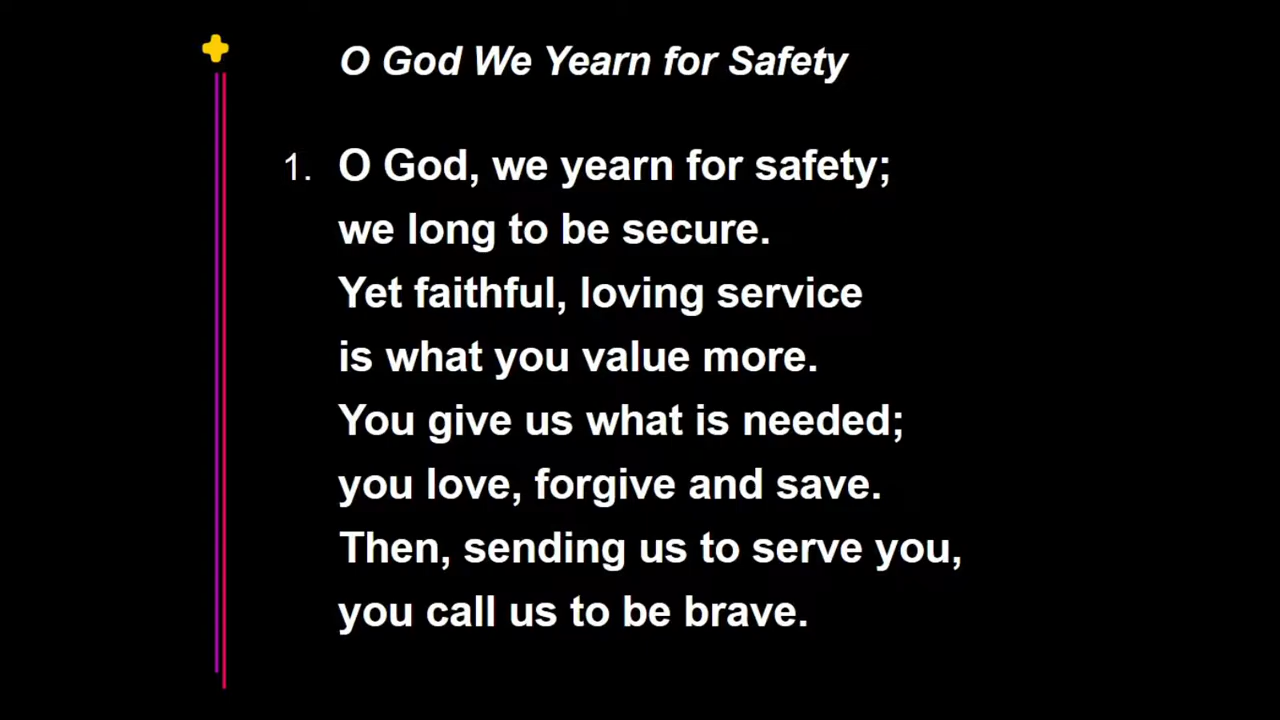 O God We Yearn for Safety
1. O God, we yearn for safety;
we long to be secure.
Yet faithful, loving service
is what you value more.
You give us what is needed;
you love, forgive and save.
Then, sending us to serve you,
you call us to be brave.